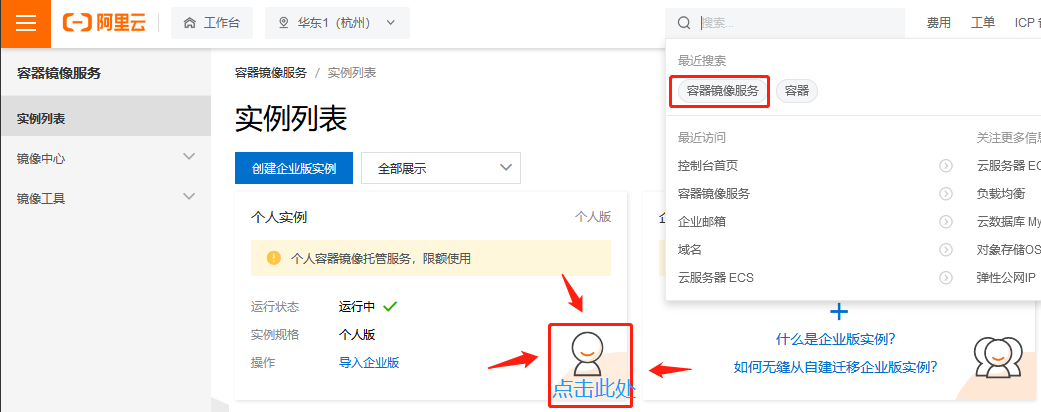 阿里云
工作台
华东1（杭州）
搜索...
费用
工单
ICP
容器镜像服务
实例列表
镜像中心
镜像工具
容器镜像服务 / 实例列表
实例列表
创建企业版实例
全部展示
个人实例
个人版
个人容器镜像托管服务，限额使用
运行状态
运行中
实例规格
个人版
操作
导入企业版
点击此处
最近搜索
容器镜像服务
容器
最近访问
关注更多信息
控制台首页
云服务器 EC
容器镜像服务
负载均衡
企业邮箱
云数据库 My
域名
对象存储OS
云服务器 ECS
弹性公网IP
什么是企业版实例?
如何无缝从自建迁移企业版实例?